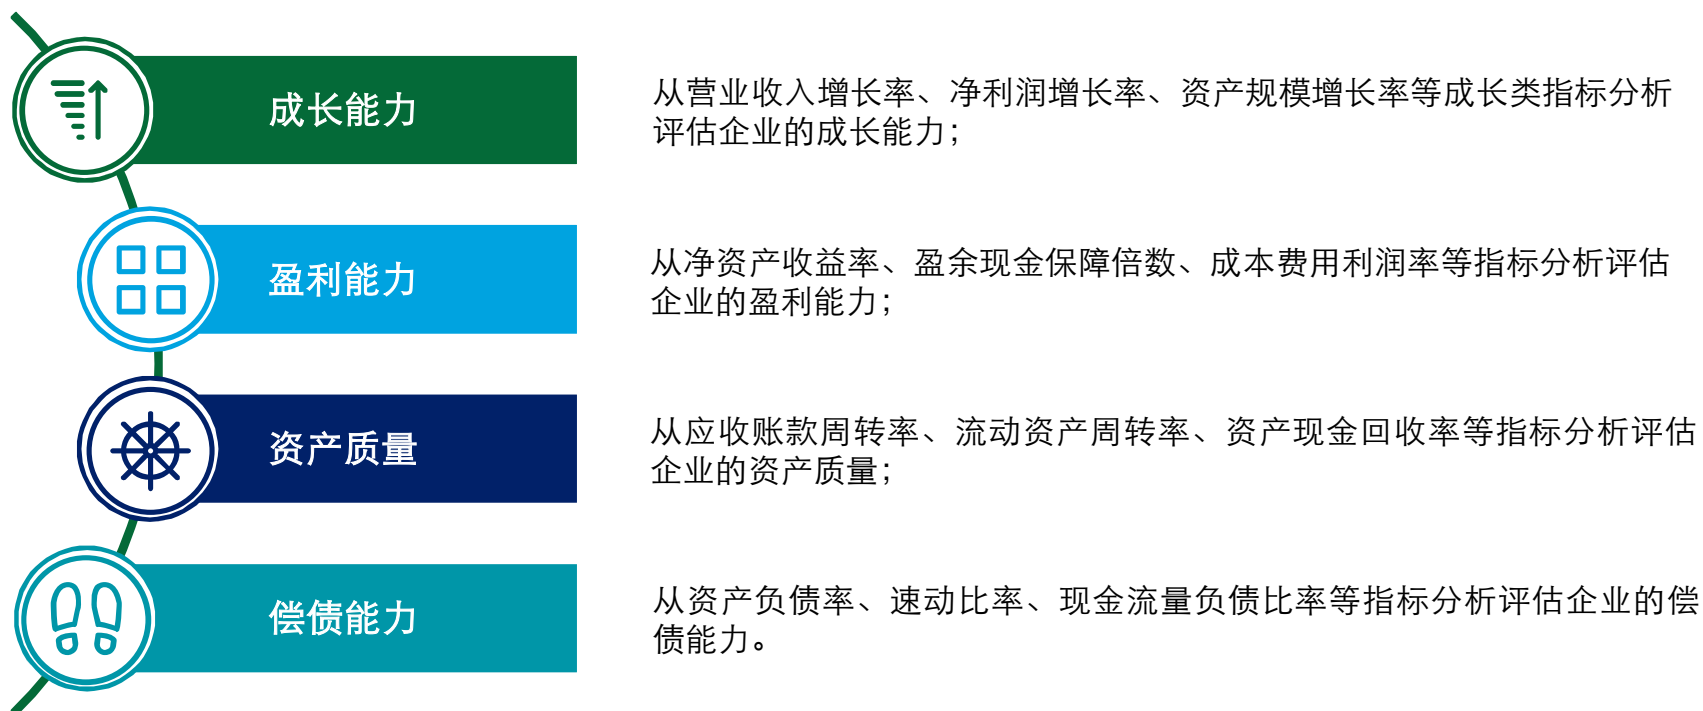 成长能力
从营业收入增长率、净利润增长率、资产规模增长率等成长类指标分析
评估企业的成长能力；
盈利能力
从净资产收益率、盈余现金保障倍数、成本费用利润率等指标分析评估
企业的盈利能力；
资产质量
从应收账款周转率、流动资产周转率、资产现金回收率等指标分析评估
企业的资产质量；
偿债能力
从资产负债率、速动比率、现金流量负债比率等指标分析评估企业的偿
债能力。